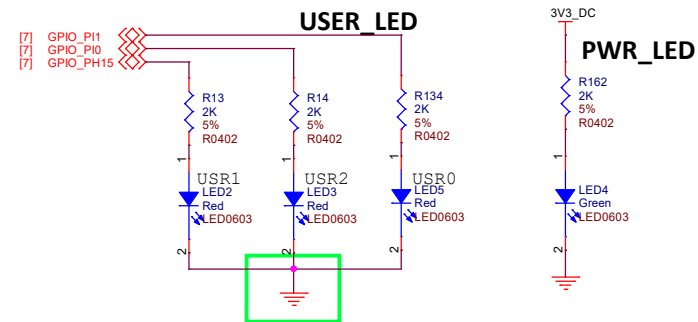 USER_LED
3V3_DC
PWR_LED
[7] GPIO_PI1
[7] GPIO_PI0
[7] GPIO_PH15
R13
2K
5%
R0402
R14
2K
5%
R0402
R134
2K
5%
R0402
R162
2K
5%
R0402
1
1
1
1
USR1
LED2
Red
LED0603
USR2
LED3
Red
LED0603
USR0
LED5
Red
LED0603
LED4
Green
LED0603
2
2
2
2